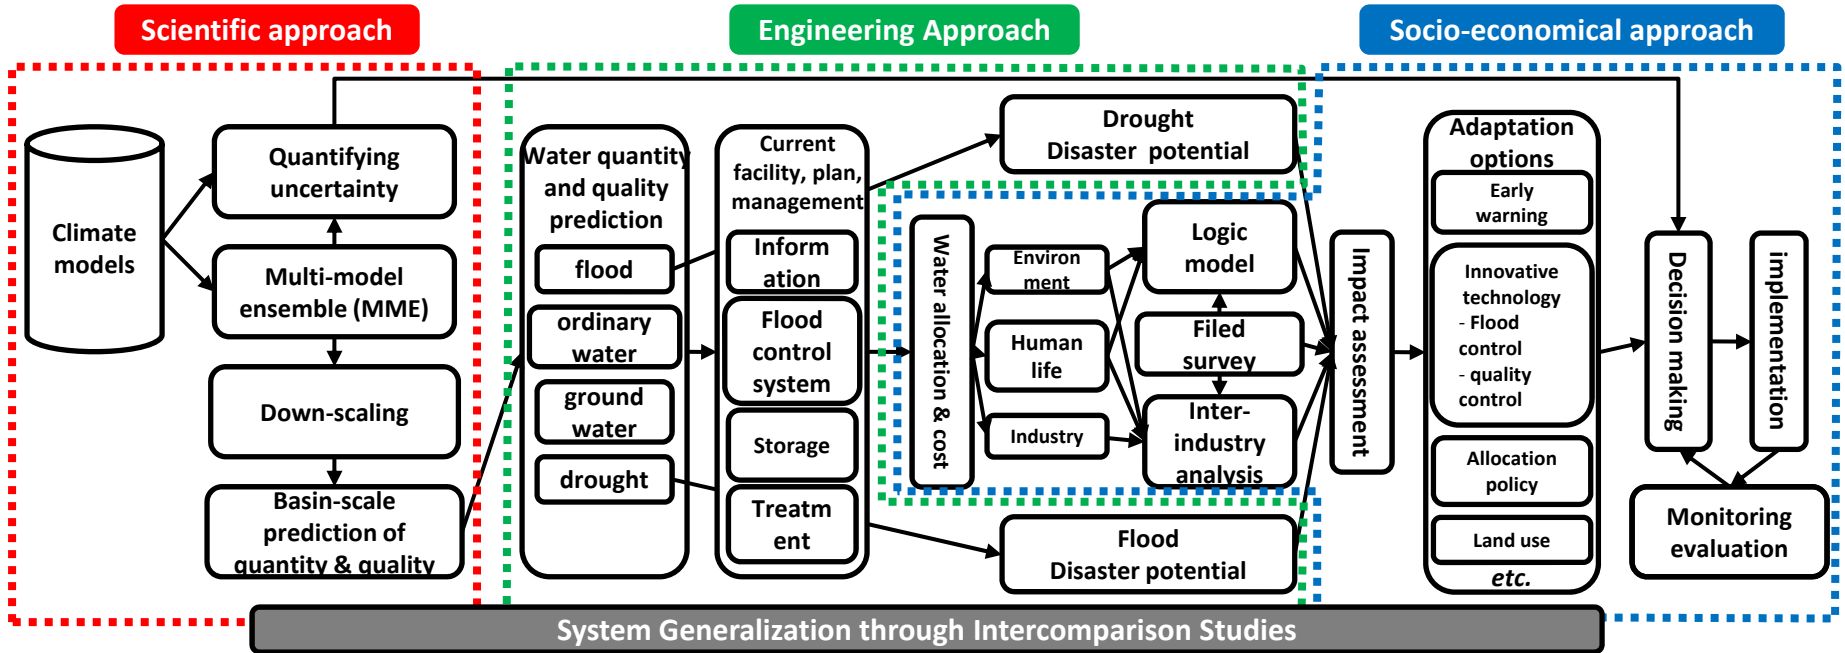 Scientific approach
Engineering Approach
Socio-economical approach
Climate
models
Quantifying
uncertainty
Multi-model
ensemble (MME)
Down-scaling
Basin-scale
prediction of
quantity & quality
Water quantity
and quality
prediction
flood
ordinary
water
ground
water
drought
Current
facility, plan,
management
Inform
ation
Flood
control
system
Storage
Treatm
ent
Drought
Disaster potential
Water allocation & cost
Environ
ment
Human
life
Industry
Logic
model
Filed
survey
Inter-
industry
analysis
Flood
Disaster potential
Impact assessment
Adaptation
options
Early
warning
Innovative
technology
- Flood
control
- quality
control
Allocation
policy
Land use
etc.
Decision making
implementation
Monitoring
evaluation
System Generalization through Intercomparison Studies